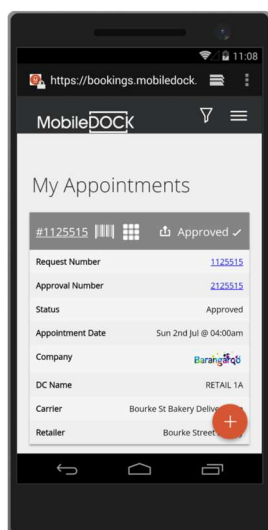 11:08
https://bookings.mobiledock.
MobileDOCK
My Appointments
#1125515 Approved ✓
Request Number 1125515
Approval Number 2125515
Status Approved
Appointment Date Sun 2nd Jul @ 04:00am
Company Barangaroo
DC Name RETAIL 1A
Carrier Bourke St Bakery Delive
Retailer Bourke Street